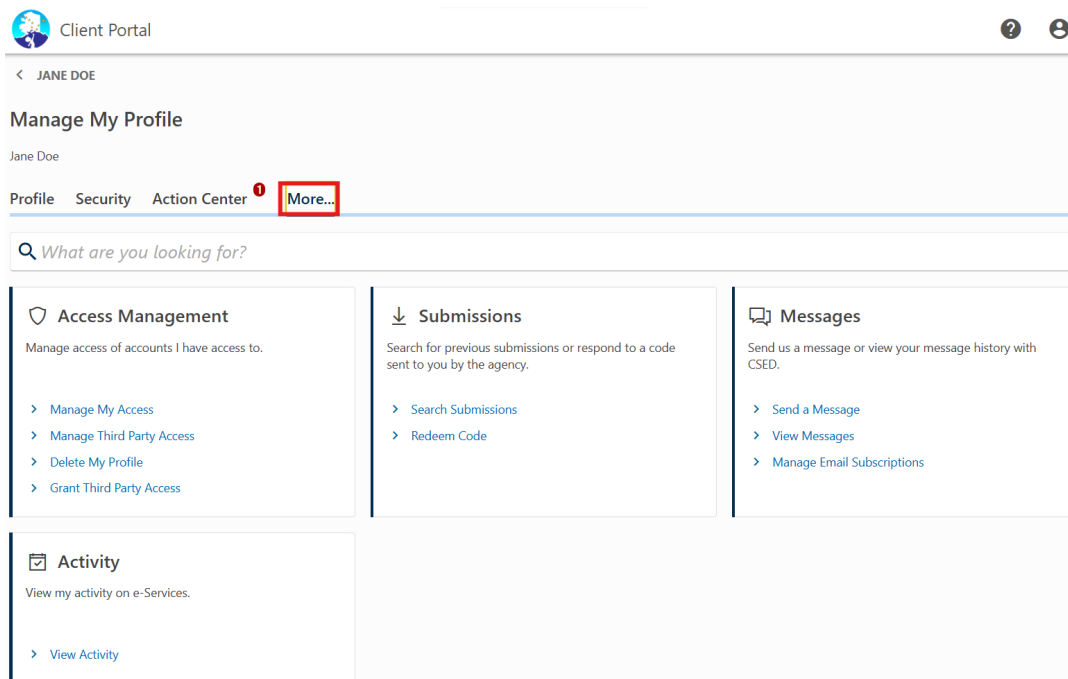 Client Portal
JANE DOE
Manage My Profile
Jane Doe
Profile Security Action Center 1 More...
What are you looking for?
Access Management
Manage access of accounts I have access to.
Manage My Access
Manage Third Party Access
Delete My Profile
Grant Third Party Access
Submissions
Search for previous submissions or respond to a code
sent to you by the agency.
Search Submissions
Redeem Code
Messages
Send us a message or view your message history with
CSED.
Send a Message
View Messages
Manage Email Subscriptions
Activity
View my activity on e-Services.
View Activity